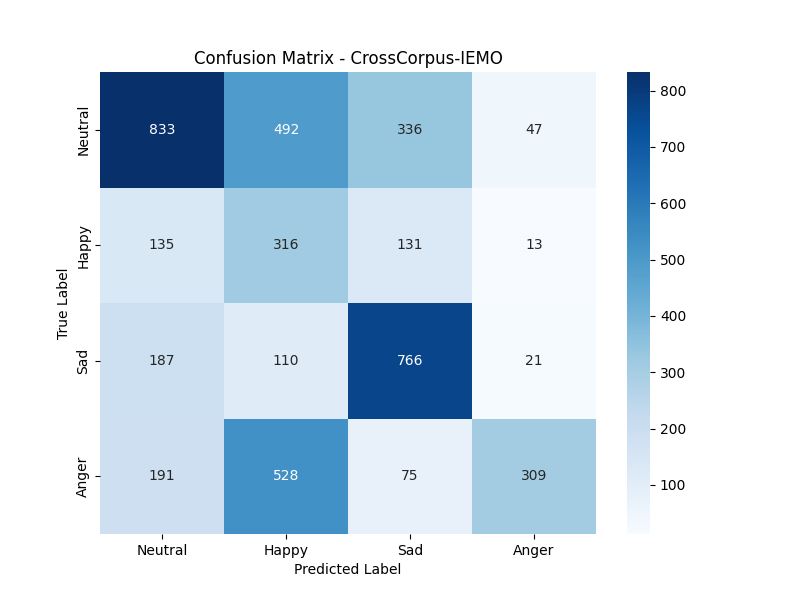 Confusion Matrix - CrossCorpus-IEMO
True Label
Neutral 833 492 336 47
Happy 135 316 131 13
Sad 187 110 766 21
Anger 191 528 75 309
Neutral Happy Sad Anger
Predicted Label
800
700
600
500
400
300
200
100